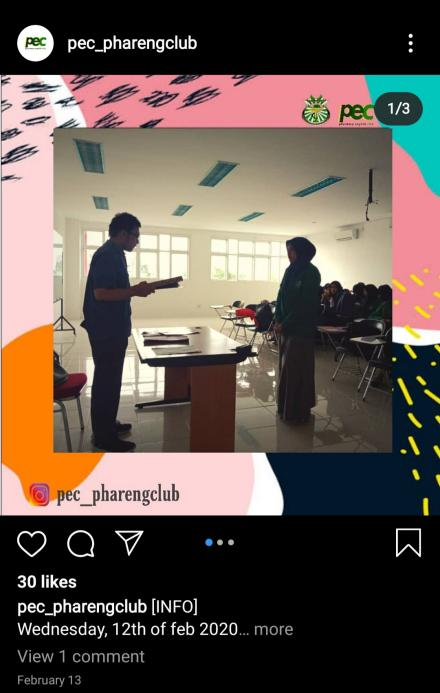 pec
pec_pharengclub
pec
1/3
pec_pharengclub
30 likes
pec_pharengclub [INFO]
Wednesday, 12th of feb 2020... more
View 1 comment
February 13